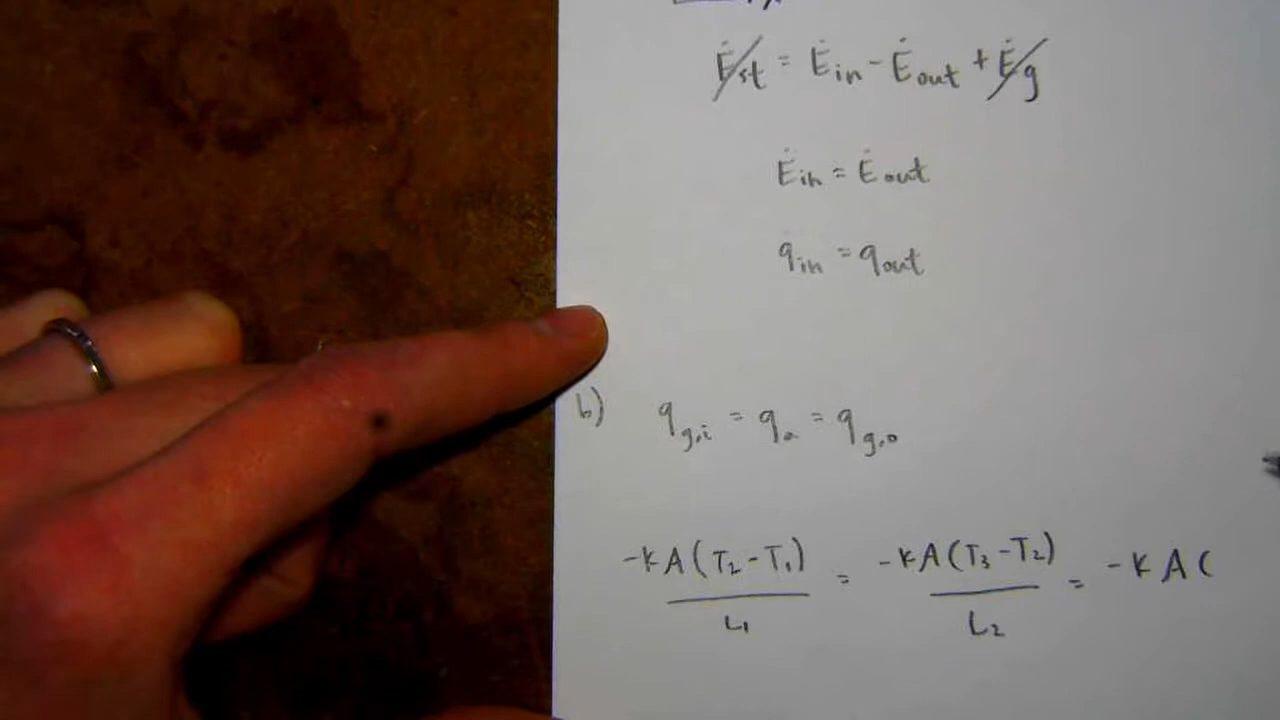 Ėst = Ėin - Ėout + Ėg
Ėin = Ėout
qin = qout
b) qg,i = qa = qg,o
-KA(T2-T1)/L1 = -KA(T3-T2)/L2 = -KA(